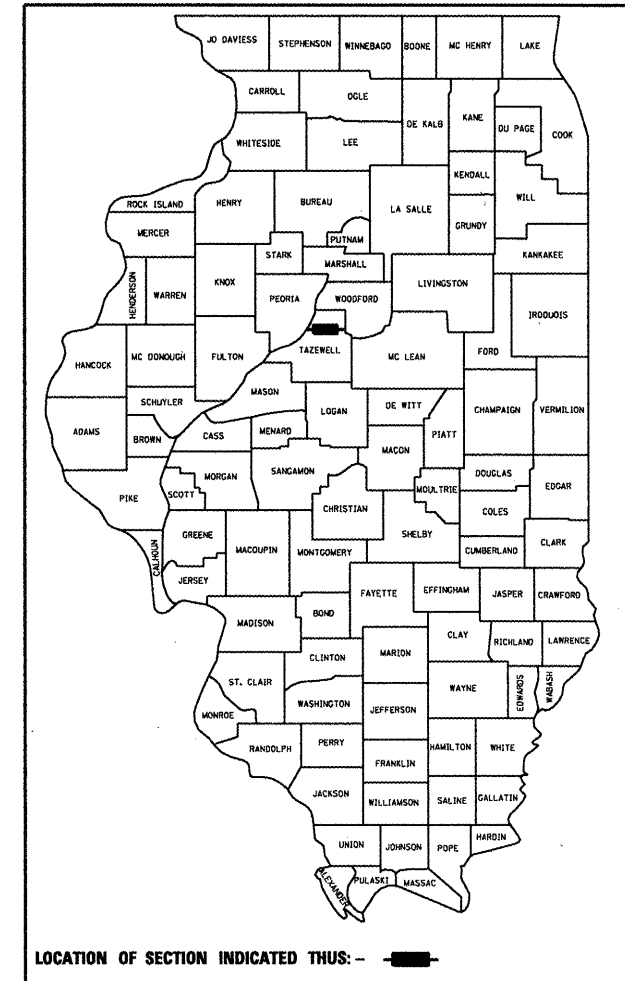 JO DAVIESS
STEPHENSON
WINNEBAGO
BOONE
MC HENRY
LAKE
CARROLL
OGLE
DE KALB
KANE
DU PAGE
COOK
WHITESIDE
LEE
KENDALL
ROCK ISLAND
HENRY
BUREAU
LA SALLE
GRUNDY
WILL
MERCER
PUTNAM
STARK
MARSHALL
KANKAKEE
HENDERSON
WARREN
KNOX
PEORIA
WOODFORD
LIVINGSTON
IROQUOIS
HANCOCK
MC DONOUGH
FULTON
TAZEWELL
MC LEAN
FORD
SCHUYLER
MASON
LOGAN
DE WITT
CHAMPAIGN
VERMILION
ADAMS
BROWN
CASS
MENARD
MACON
PIATT
PIKE
SCOTT
MORGAN
SANGAMON
CHRISTIAN
MOULTRIE
DOUGLAS
EDGAR
COLES
CALHOUN
GREENE
MACOUPIN
MONTGOMERY
SHELBY
CUMBERLAND
CLARK
JERSEY
MADISON
BOND
FAYETTE
EFFINGHAM
JASPER
CRAWFORD
CLINTON
MARION
CLAY
RICHLAND
LAWRENCE
ST. CLAIR
WASHINGTON
JEFFERSON
WAYNE
EDWARDS
WABASH
MONROE
RANDOLPH
PERRY
FRANKLIN
HAMILTON
WHITE
JACKSON
WILLIAMSON
SALINE
GALLATIN
UNION
JOHNSON
POPE
HARDIN
ALEXANDER
PULASKI
MASSAC
LOCATION OF SECTION INDICATED THUS: -